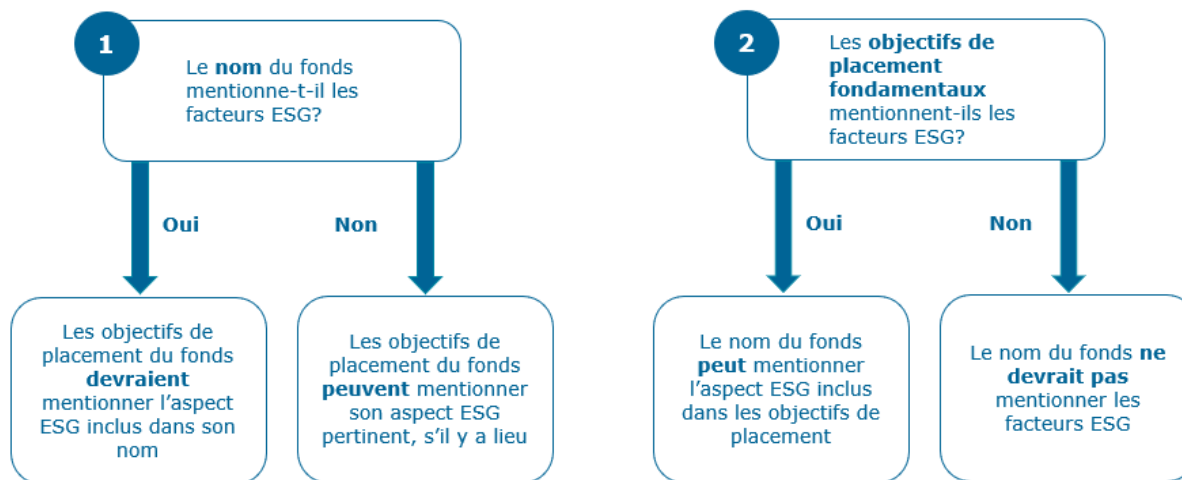 1
Le nom du fonds
mentionne-t-il les
facteurs ESG?
Oui
Non
Les objectifs de
placement du fonds
devraient
mentionner l'aspect
ESG inclus dans son
nom
Les objectifs de
placement du fonds
peuvent mentionner
son aspect ESG
pertinent, s'il y a lieu
2
Les objectifs de
placement
fondamentaux
mentionnent-ils les
facteurs ESG?
Oui
Non
Le nom du fonds
peut mentionner
l'aspect ESG inclus
dans les objectifs de
placement
Le nom du fonds ne
devrait pas
mentionner les
facteurs ESG